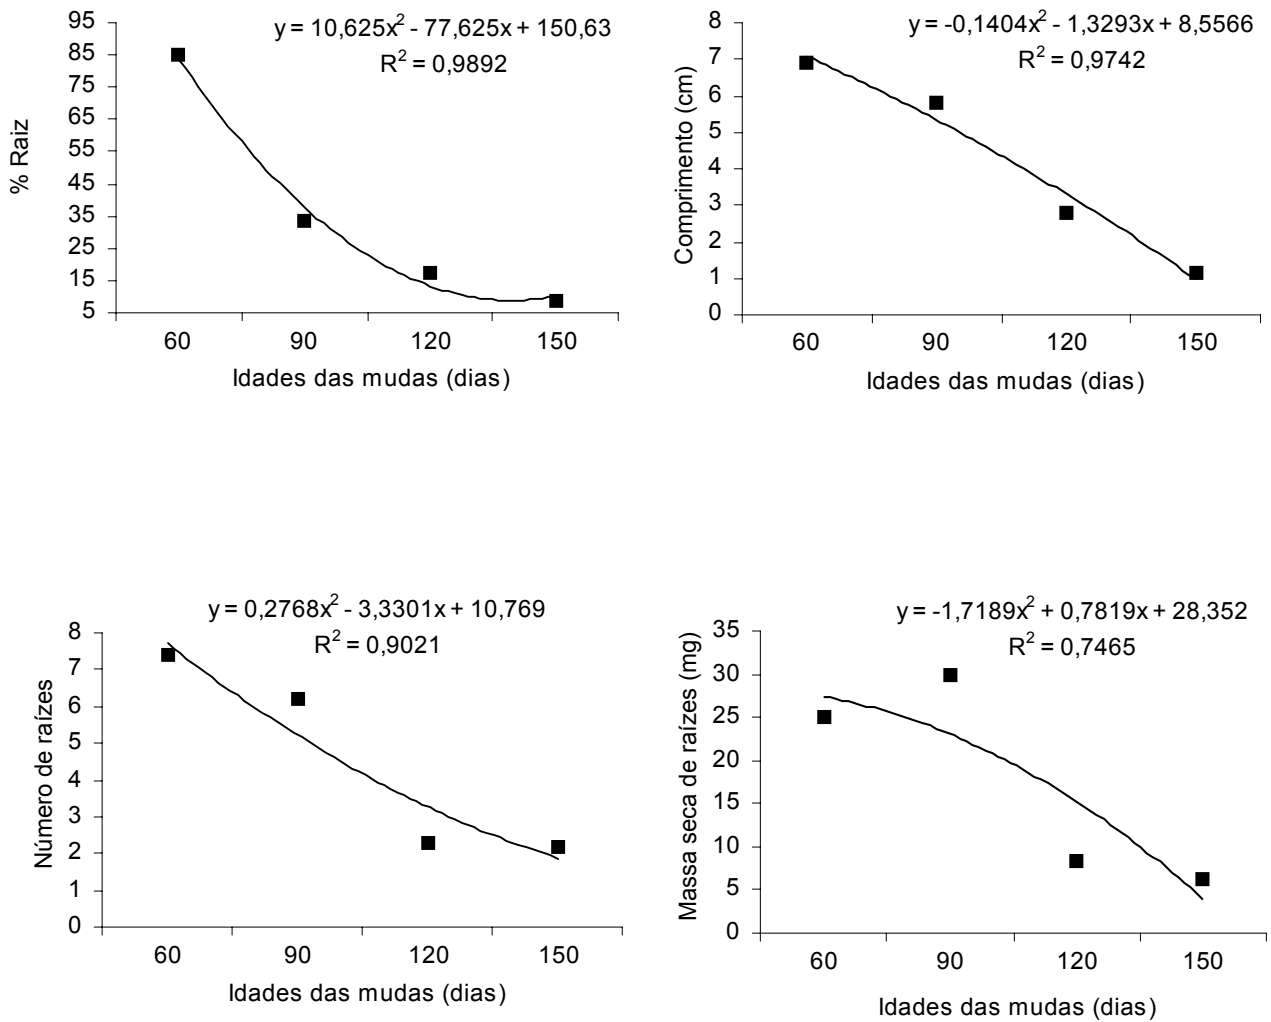 y = 10,625x² - 77,625x + 150,63
R² = 0,9892
95
85
75
65
55
45
35
25
15
5
% Raiz
60 90 120 150
Idades das mudas (dias)
y = -0,1404x² - 1,3293x + 8,5566
R² = 0,9742
8
7
6
5
4
3
2
1
0
Comprimento (cm)
60 90 120 150
Idades das mudas (dias)
y = 0,2768x² - 3,3301x + 10,769
R² = 0,9021
8
7
6
5
4
3
2
1
0
Número de raízes
60 90 120 150
Idades das mudas (dias)
y = -1,7189x² + 0,7819x + 28,352
R² = 0,7465
35
30
25
20
15
10
5
0
Massa seca de raízes (mg)
60 90 120 150
Idades das mudas (dias)